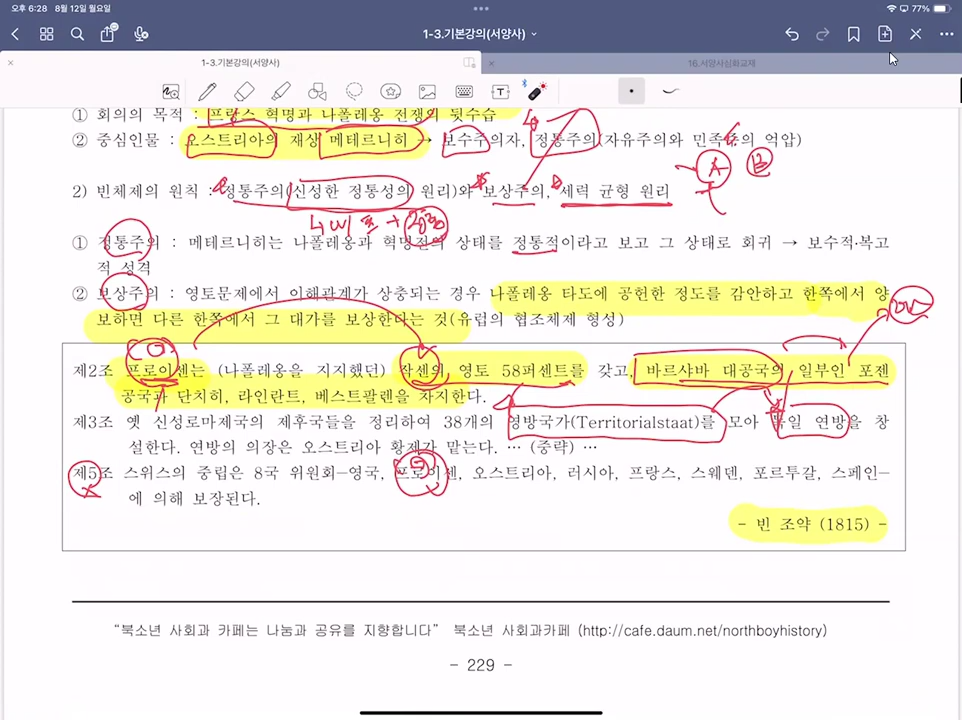 오후 6:28 8월 12일 월요일
77%
1-3.기본강의(서양사)
1-3.기본강의(서양사)
16.서양사심화교재
① 회의의 목적 : 프랑스 혁명과 나폴레옹 전쟁의 뒷수습
② 중심인물 : 오스트리아의 재상 메테르니히 → 보수주의자, 정통주의(자유주의와 민족주의 억압)
A B
2) 빈체제의 원칙 : 정통주의(신성한 정통성의 원리)와 보상주의, 세력 균형 원리
① 정통주의 : 메테르니히는 나폴레옹과 혁명전의 상태를 정통적이라고 보고 그 상태로 회귀 → 보수적·복고
적 성격
② 보상주의 : 영토문제에서 이해관계가 상충되는 경우 나폴레옹 타도에 공헌한 정도를 감안하고 한쪽에서 양
보하면 다른 한쪽에서 그 대가를 보상한다는 것(유럽의 협조체제 형성)
제2조 프로이센는 (나폴레옹을 지지했던) 작센의 영토 58퍼센트를 갖고, 바르샤바 대공국의 일부인 포젠
공국과 단치히, 라인란트, 베스트팔렌을 차지한다.
제3조 옛 신성로마제국의 제후국들을 정리하여 38개의 영방국가(Territorialstaat)를 모아 독일 연방을 창
설한다. 연방의 의장은 오스트리아 황제가 맡는다. … (중략) …
제5조 스위스의 중립은 8국 위원회—영국, 프로이센, 오스트리아, 러시아, 프랑스, 스웨덴, 포르투갈, 스페인—
에 의해 보장된다.
- 빈 조약 (1815) -
“북소년 사회과 카페는 나눔과 공유를 지향합니다” 북소년 사회과카페 (http://cafe.daum.net/northboyhistory)
- 229 -